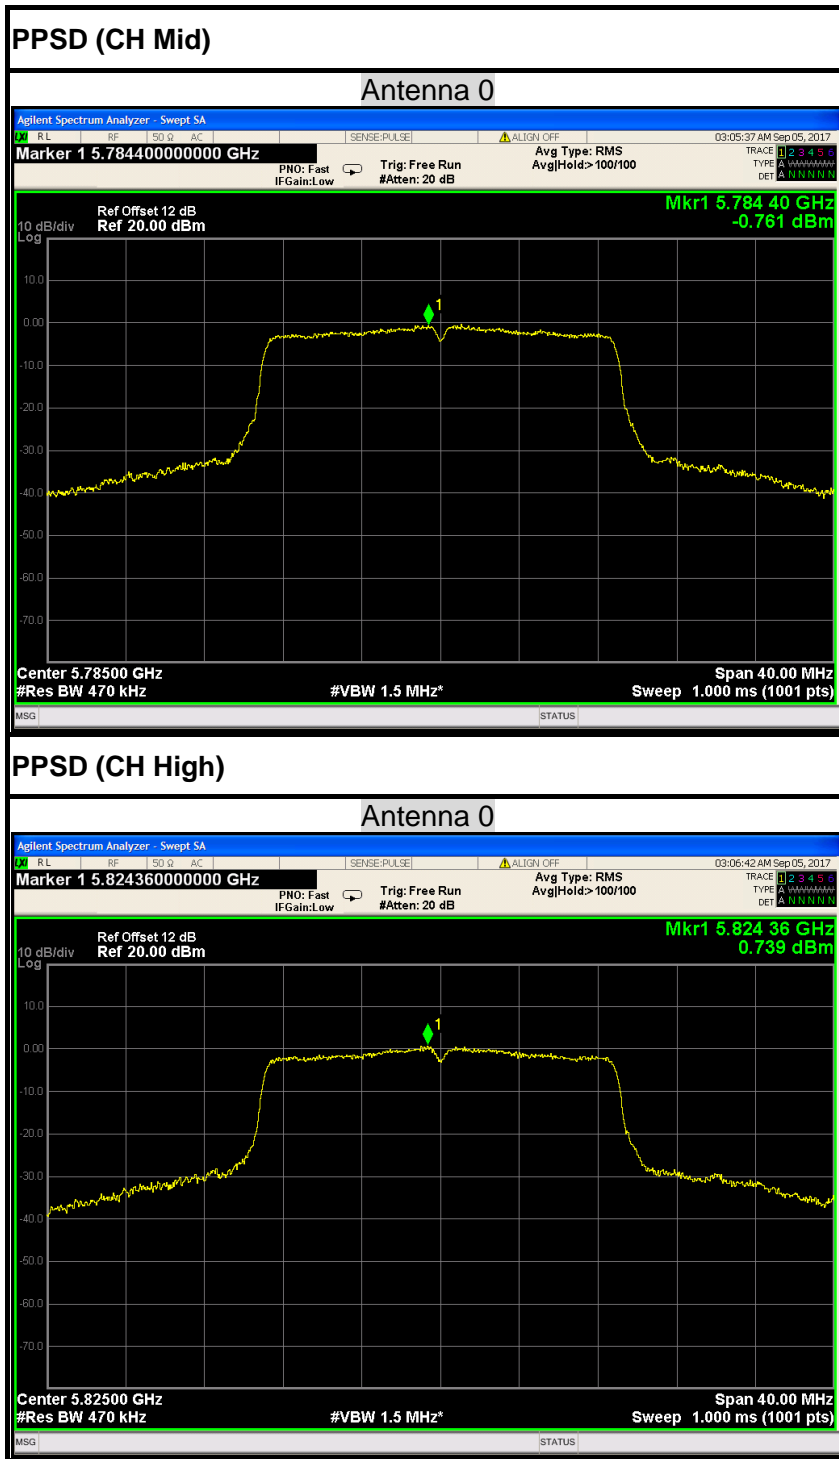 PPSD (CH Mid)
Antenna 0
Agilent Spectrum Analyzer - Swept SA
LXI RL RF 50 Ω AC SENSE:PULSE ALIGN OFF 03:05:37 AM Sep 05, 2017
Marker 1 5.784400000000 GHz
PNO: Fast
IFGain:Low
Trig: Free Run
#Atten: 20 dB
Avg Type: RMS
Avg|Hold:>100/100
TRACE 1 2 3 4 5 6
TYPE A WWWWW
DET A N N N N N
Mkr1 5.784 40 GHz
-0.761 dBm
Ref Offset 12 dB
10 dB/div Ref 20.00 dBm
Log
10.0
1
0.00
-10.0
-20.0
-30.0
-40.0
-50.0
-60.0
-70.0
Center 5.78500 GHz Span 40.00 MHz
#Res BW 470 kHz #VBW 1.5 MHz* Sweep 1.000 ms (1001 pts)
MSG STATUS
PPSD (CH High)
Antenna 0
Agilent Spectrum Analyzer - Swept SA
LXI RL RF 50 Ω AC SENSE:PULSE ALIGN OFF 03:06:42 AM Sep 05, 2017
Marker 1 5.824360000000 GHz
PNO: Fast
IFGain:Low
Trig: Free Run
#Atten: 20 dB
Avg Type: RMS
Avg|Hold:>100/100
TRACE 1 2 3 4 5 6
TYPE A WWWWW
DET A N N N N N
Mkr1 5.824 36 GHz
0.739 dBm
Ref Offset 12 dB
10 dB/div Ref 20.00 dBm
Log
10.0
1
0.00
-10.0
-20.0
-30.0
-40.0
-50.0
-60.0
-70.0
Center 5.82500 GHz Span 40.00 MHz
#Res BW 470 kHz #VBW 1.5 MHz* Sweep 1.000 ms (1001 pts)
MSG STATUS